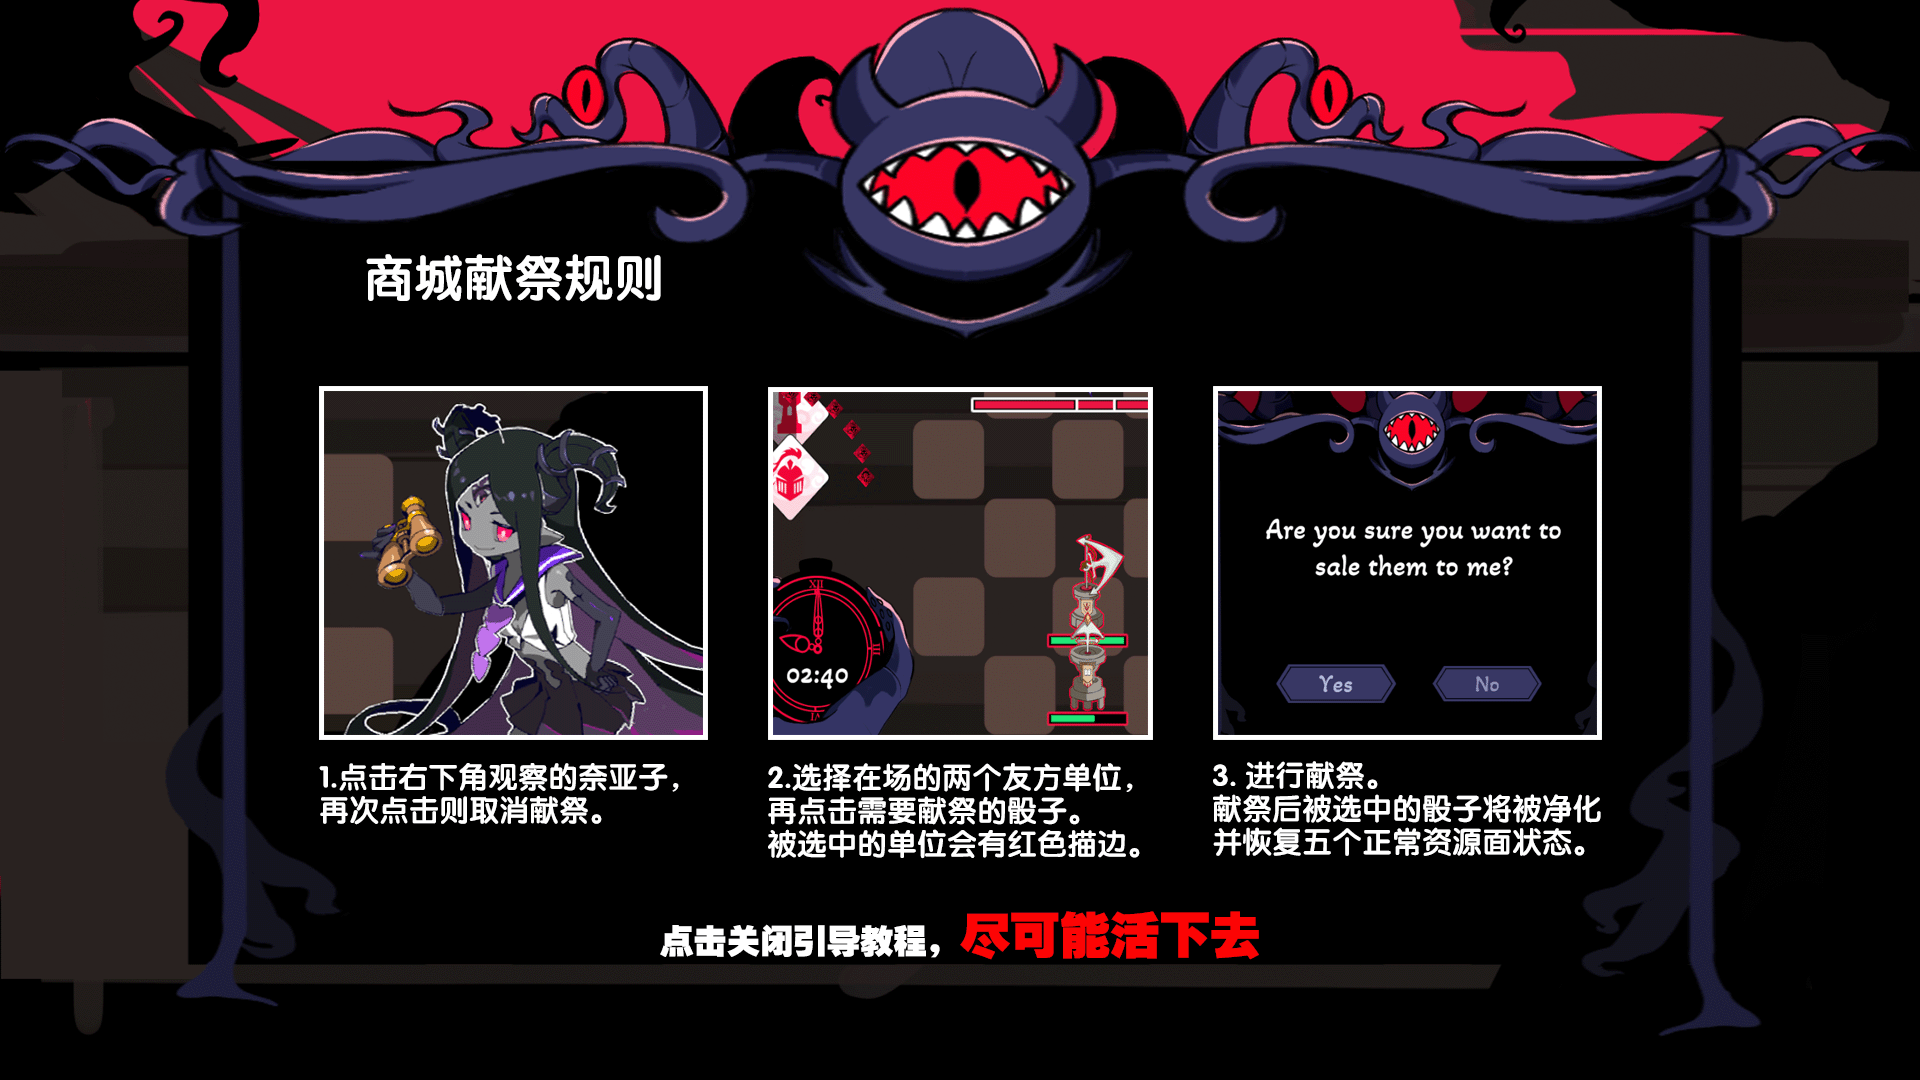 商城献祭规则
XII
III
VI
02:40
Are you sure you want to
sale them to me?
Yes
No
1.点击右下角观察的奈亚子，
再次点击则取消献祭。
2.选择在场的两个友方单位，
再点击需要献祭的骰子。
被选中的单位会有红色描边。
3. 进行献祭。
献祭后被选中的骰子将被净化
并恢复五个正常资源面状态。
点击关闭引导教程，尽可能活下去